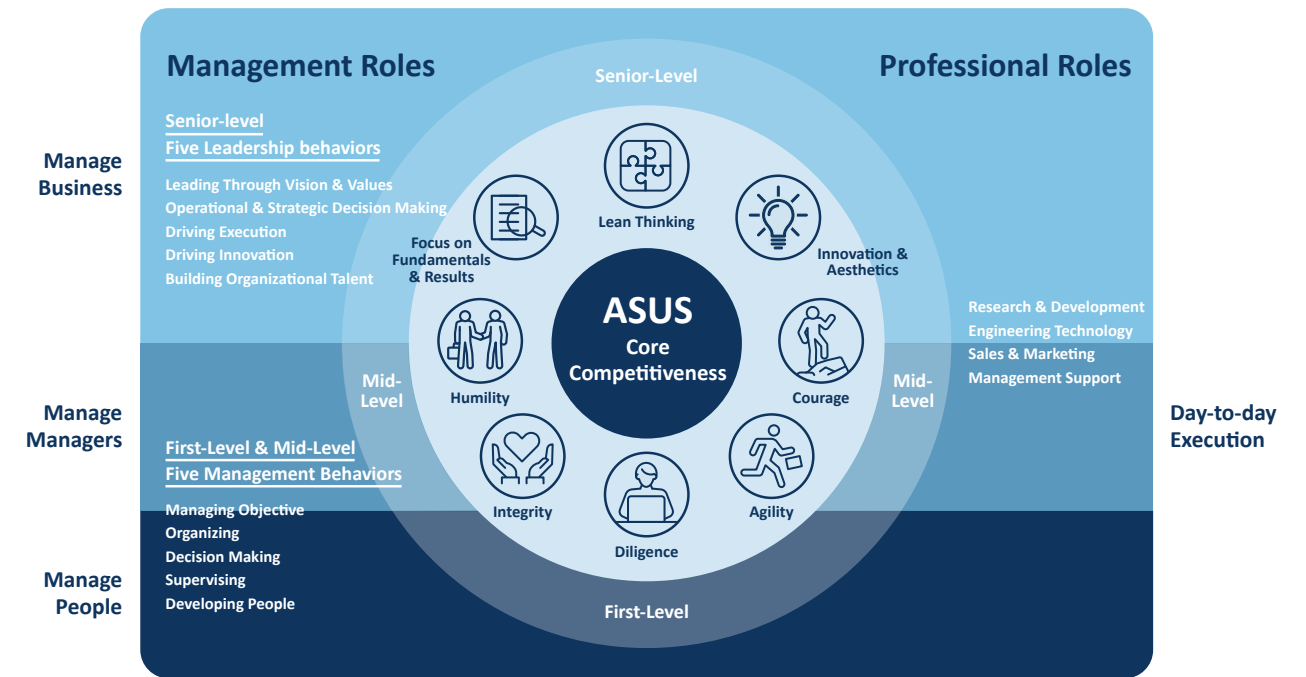 Management Roles
Professional Roles
Senior-Level
Manage
Business
Senior-level
Five Leadership behaviors
Leading Through Vision & Values
Operational & Strategic Decision Making
Driving Execution
Driving Innovation
Building Organizational Talent
Lean Thinking
Focus on
Fundamentals
& Results
Innovation &
Aesthetics
ASUS
Core
Competitiveness
Research & Development
Engineering Technology
Sales & Marketing
Management Support
Mid-
Level
Humility
Courage
Mid-
Level
Manage
Managers
Day-to-day
Execution
First-Level & Mid-Level
Five Management Behaviors
Managing Objective
Organizing
Decision Making
Supervising
Developing People
Integrity
Agility
Diligence
Manage
People
First-Level